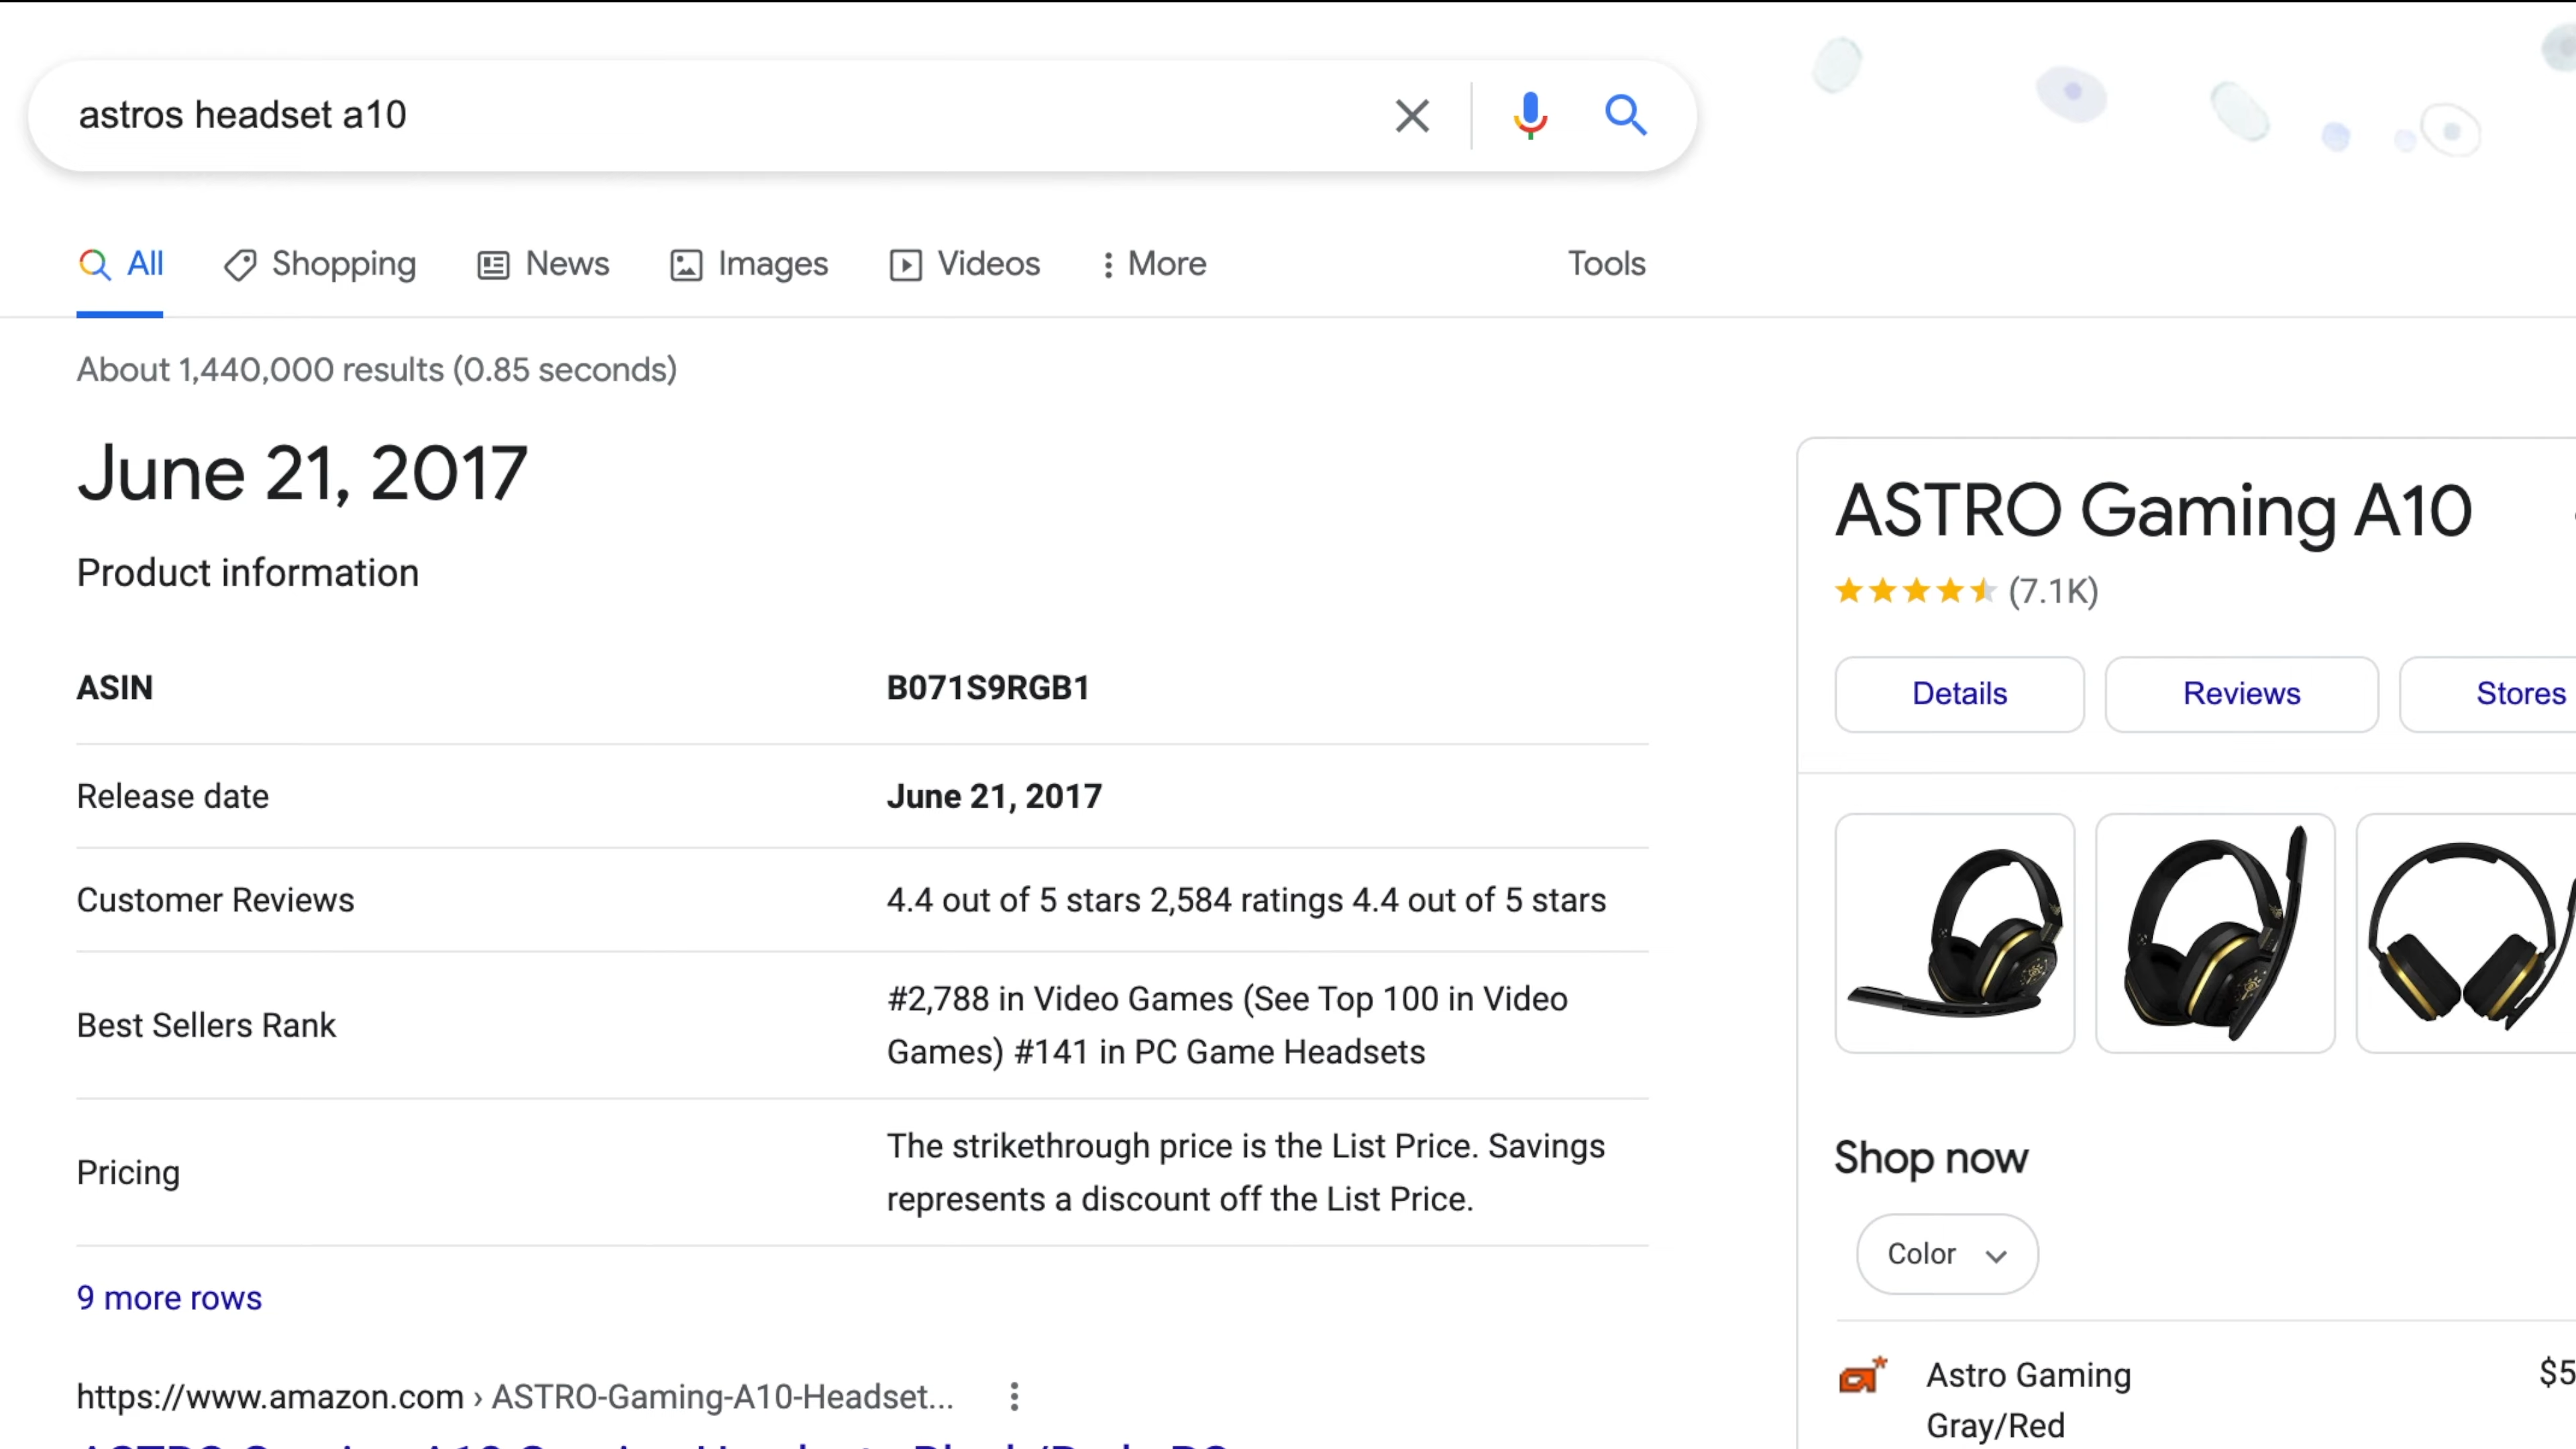 astros headset a10
All
Shopping
News
Images
Videos
More
Tools
About 1,440,000 results (0.85 seconds)
June 21, 2017
Product information
ASIN B071S9RGB1
Release date June 21, 2017
Customer Reviews 4.4 out of 5 stars 2,584 ratings 4.4 out of 5 stars
Best Sellers Rank
#2,788 in Video Games (See Top 100 in Video
Games) #141 in PC Game Headsets
Pricing
The strikethrough price is the List Price. Savings
represents a discount off the List Price.
9 more rows
https://www.amazon.com › ASTRO-Gaming-A10-Headset...
ASTRO Gaming A10
(7.1K)
Details
Reviews
Stores
Shop now
Color
Astro Gaming
Gray/Red
$5